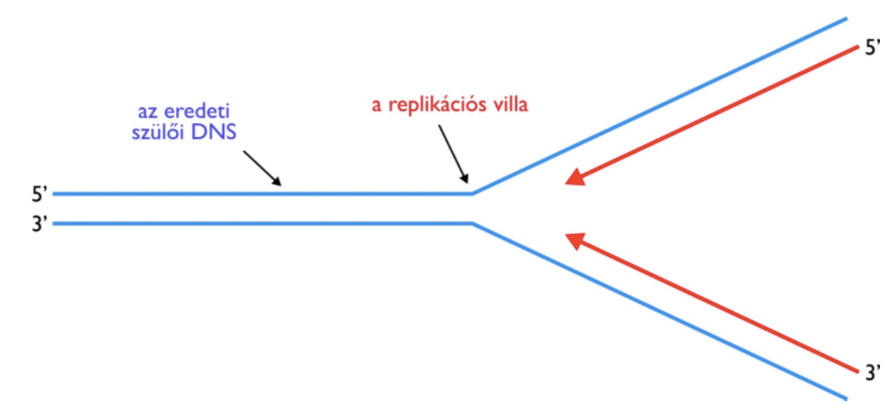 5’
az eredeti
szülői DNS
a replikációs villa
5’
3’
3’